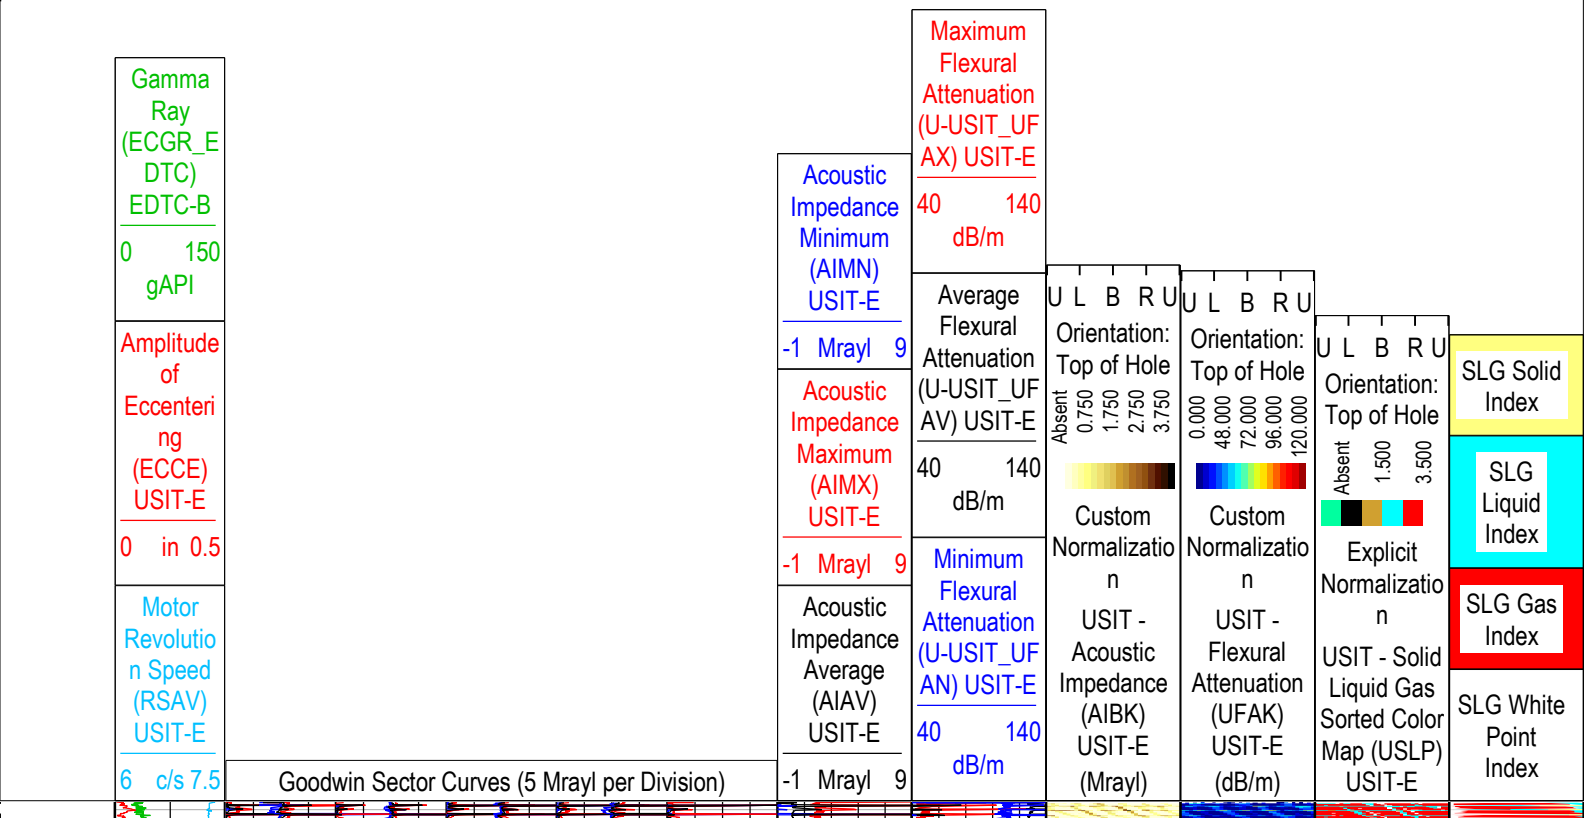 Gamma
Ray
(ECGR_E
DTC)
EDTC-B
0 150
gAPI
Amplitude
of
Eccenteri
ng
(ECCE)
USIT-E
0 in 0.5
Motor
Revolutio
n Speed
(RSAV)
USIT-E
6 c/s 7.5
Goodwin Sector Curves (5 Mrayl per Division)
Acoustic
Impedance
Minimum
(AIMN)
USIT-E
-1 Mrayl 9
Acoustic
Impedance
Maximum
(AIMX)
USIT-E
-1 Mrayl 9
Acoustic
Impedance
Average
(AIAV)
USIT-E
-1 Mrayl 9
Maximum
Flexural
Attenuation
(U-USIT_UF
AX) USIT-E
40 140
dB/m
Average
Flexural
Attenuation
(U-USIT_UF
AV) USIT-E
40 140
dB/m
Minimum
Flexural
Attenuation
(U-USIT_UF
AN) USIT-E
40 140
dB/m
U L B R U
Orientation:
Top of Hole
Absent
0.750
1.750
2.750
3.750
Custom
Normalizatio
n
USIT -
Acoustic
Impedance
(AIBK)
USIT-E
(Mrayl)
U L B R U
Orientation:
Top of Hole
0.000
48.000
72.000
96.000
120.000
Custom
Normalizatio
n
USIT -
Flexural
Attenuation
(UFAK)
USIT-E
(dB/m)
U L B R U
Orientation:
Top of Hole
Absent
1.500
3.500
Explicit
Normalizatio
n
USIT - Solid
Liquid Gas
Sorted Color
Map (USLP)
USIT-E
SLG Solid
Index
SLG
Liquid
Index
SLG Gas
Index
SLG White
Point
Index